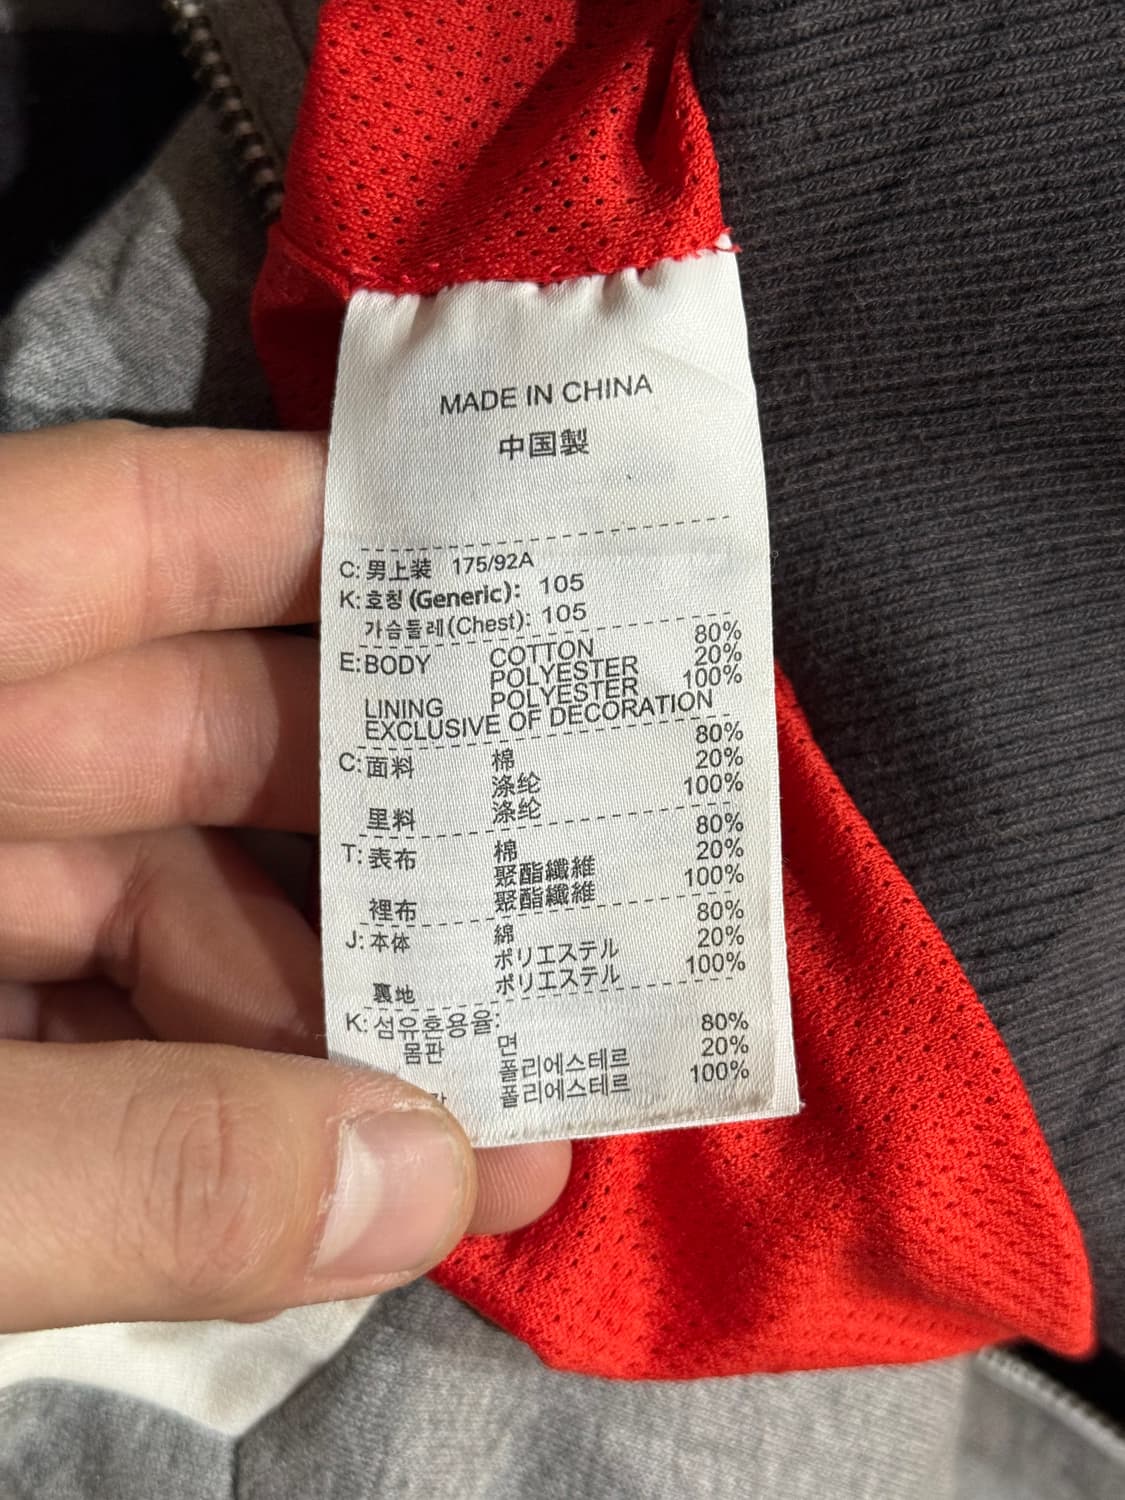 MADE IN CHINA
中国製
C: 男上装 175/92A
K: 호칭 (Generic): 105
가슴둘레(Chest): 105
E: BODY COTTON 80%
POLYESTER 20%
LINING POLYESTER 100%
EXCLUSIVE OF DECORATION
C: 面料 棉 80%
涤纶 20%
里料 涤纶 100%
T: 表布 棉 80%
聚酯纖維 20%
裡布 聚酯纖維 100%
J: 本体 綿 80%
ポリエステル 20%
裏地 ポリエステル 100%
K: 섬유혼용율:
몸판 면 80%
폴리에스테르 20%
폴리에스테르 100%